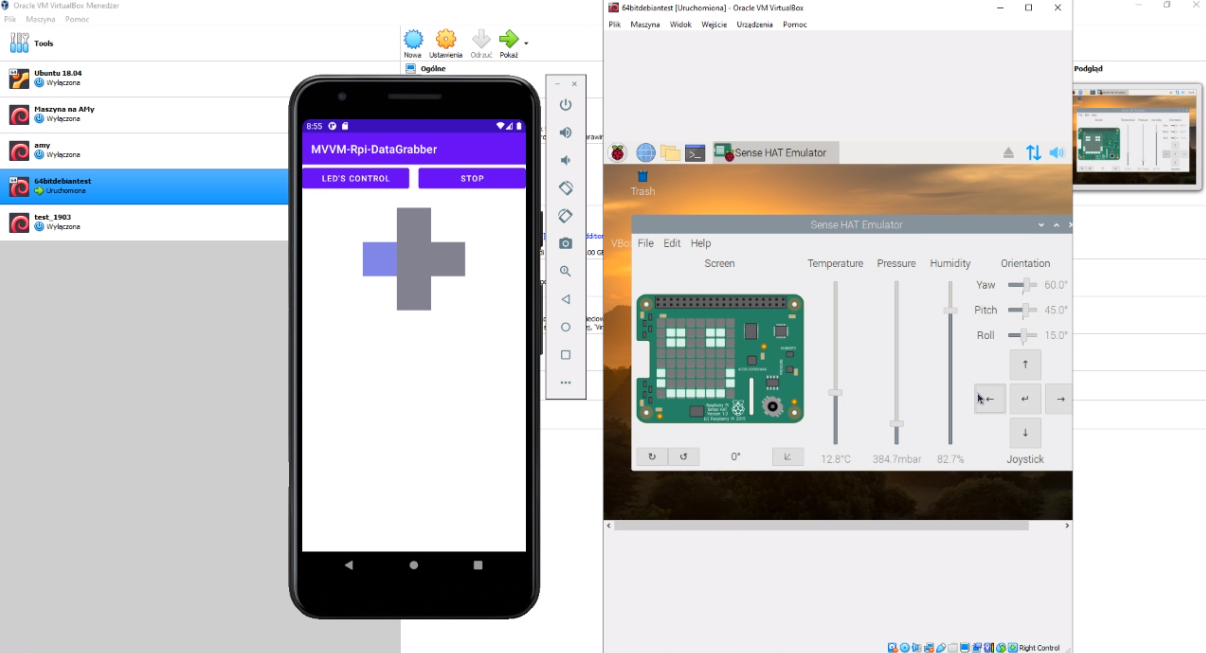 Oracle VM VirtualBox Menedżer
Plik Maszyna Pomoc
Tools
Ubuntu 18.04
Wyłączona
Maszyna na AMy
Wyłączona
amy
Wyłączona
64bitdebiantest
Uruchomiona
test_1903
Wyłączona
Nowa Ustawienia Odrzuć Pokaż
Ogólne
Podgląd
8:55
MVVM-Rpi-DataGrabber
LED'S CONTROL STOP
64bitdebiantest [Uruchomiona] - Oracle VM VirtualBox
Plik Maszyna Widok Wejście Urządzenia Pomoc
Sense HAT Emulator
Trash
VBo
Sense HAT Emulator
File Edit Help
Screen Temperature Pressure Humidity Orientation
Yaw 60.0°
Pitch 45.0°
Roll 15.0°
0° 12.8°C 384.7mbar 82.7% Joystick
Right Control